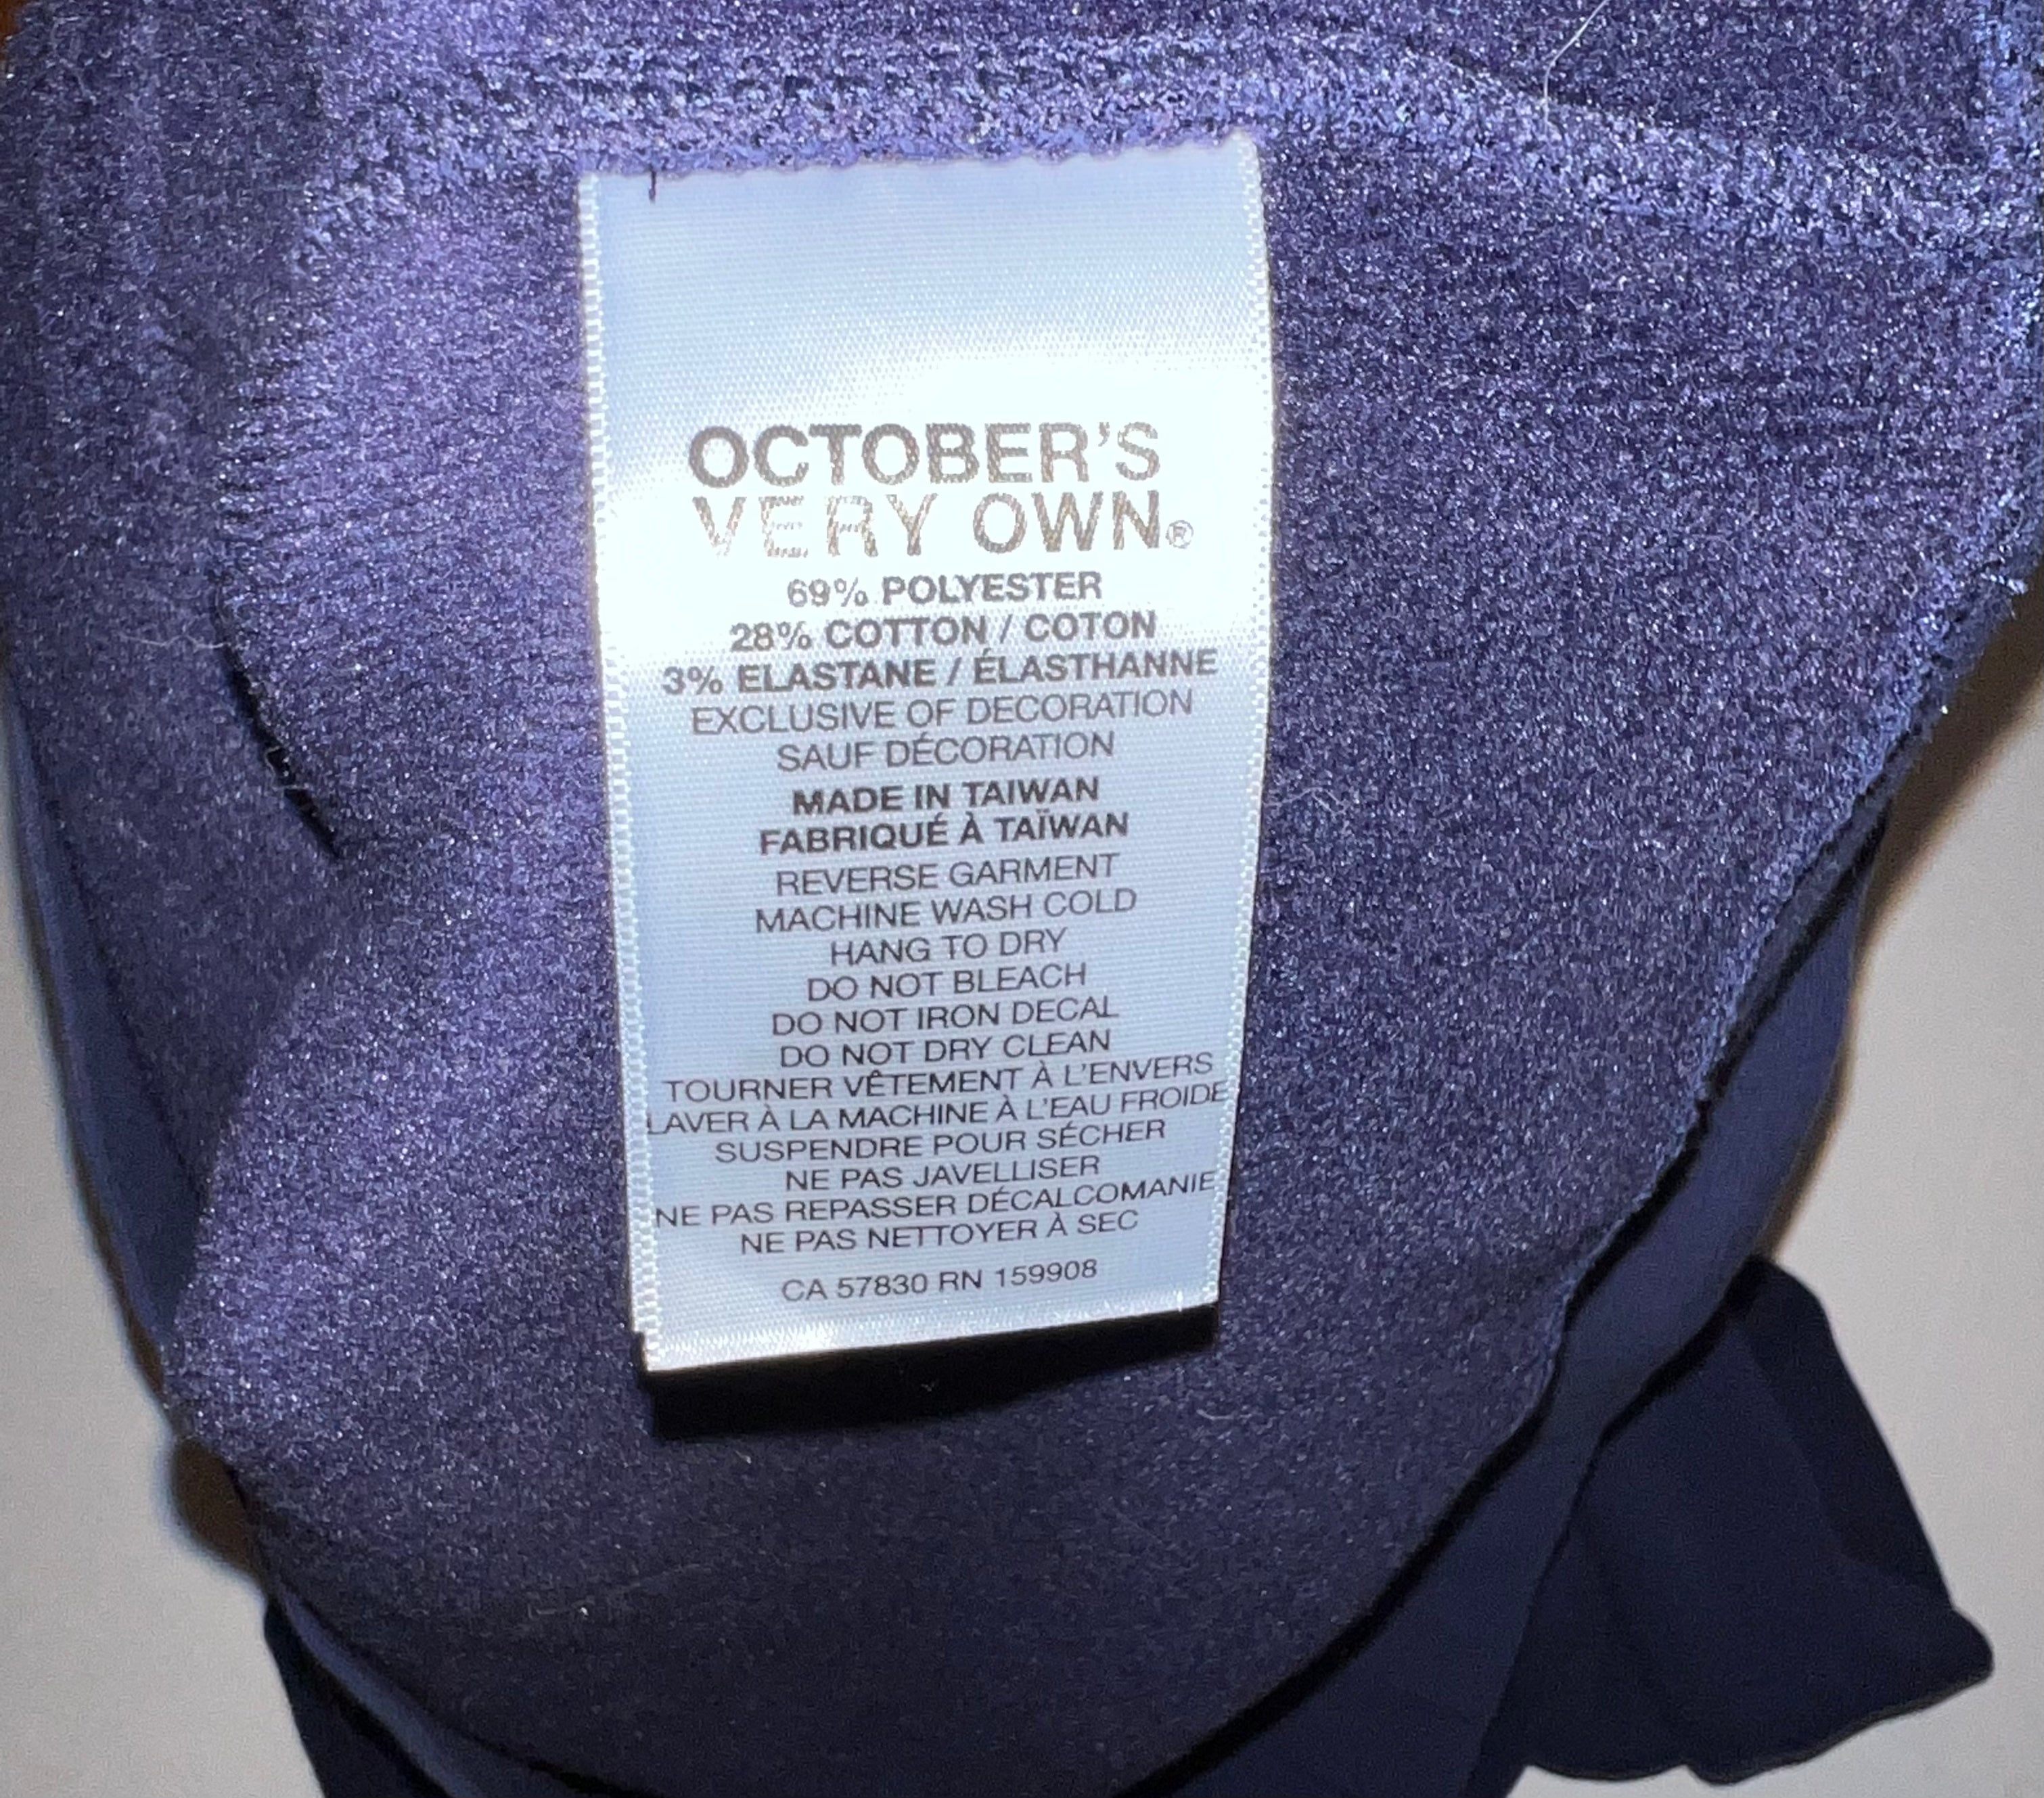 OCTOBER'S
VERY OWN®
69% POLYESTER
28% COTTON / COTON
3% ELASTANE / ÉLASTHANNE
EXCLUSIVE OF DECORATION
SAUF DÉCORATION
MADE IN TAIWAN
FABRIQUÉ À TAÏWAN
REVERSE GARMENT
MACHINE WASH COLD
HANG TO DRY
DO NOT BLEACH
DO NOT IRON DECAL
DO NOT DRY CLEAN
TOURNER VÊTEMENT À L'ENVERS
LAVER À LA MACHINE À L'EAU FROIDE
SUSPENDRE POUR SÉCHER
NE PAS JAVELLISER
NE PAS REPASSER DÉCALCOMANIE
NE PAS NETTOYER À SEC
CA 57830 RN 159908